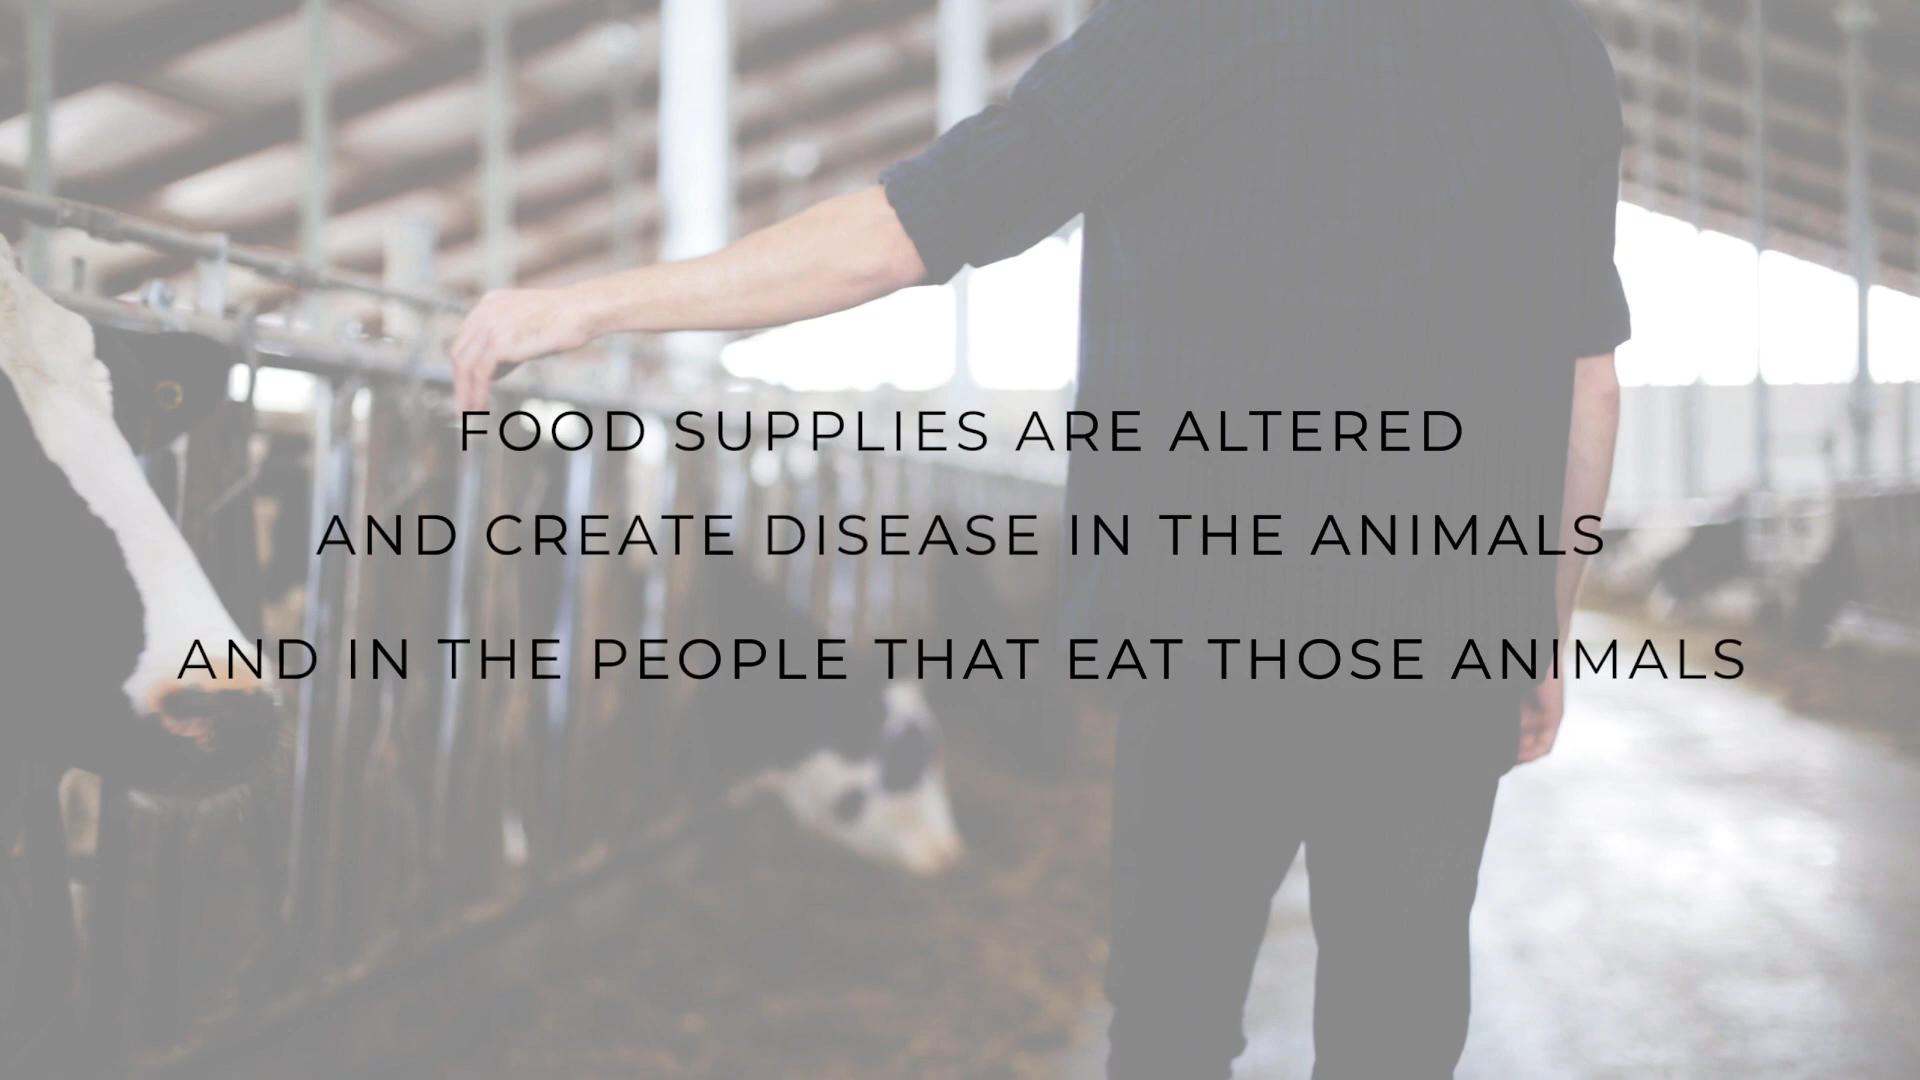 FOOD SUPPLIES ARE ALTERED
AND CREATE DISEASE IN THE ANIMALS
AND IN THE PEOPLE THAT EAT THOSE ANIMALS